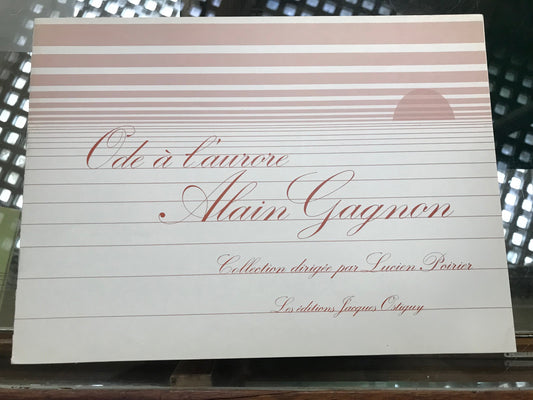 Ode à l'aurore
Alain Gagnon
Collection dirigée par Lucien Poirier
Les éditions Jacques Ostiguy